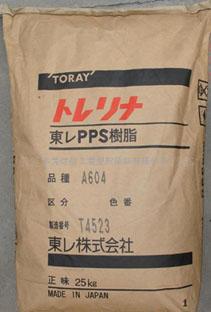 TORAY
トレリナ
東レPPS樹脂
品種 A604
区分 色番
製造番号 T4523
東レ株式会社
正味 25kg
MADE IN JAPAN
1